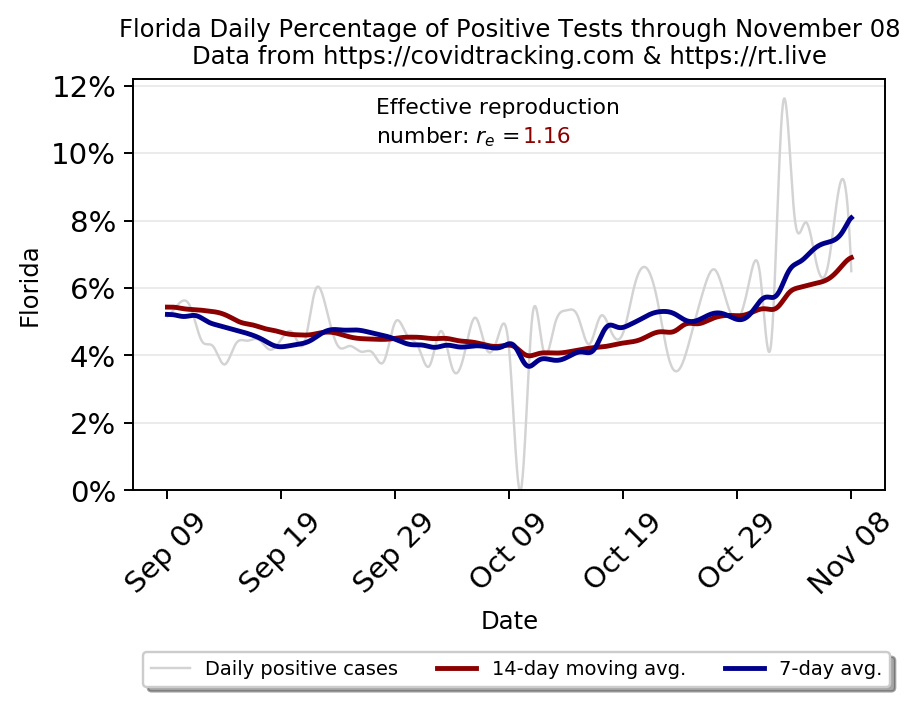 Florida Daily Percentage of Positive Tests through November 08
Data from https://covidtracking.com & https://rt.live
Effective reproduction
number: rₑ = 1.16
12%
10%
8%
6%
4%
2%
0%
Florida
Sep 09
Sep 19
Sep 29
Oct 09
Oct 19
Oct 29
Nov 08
Date
Daily positive cases
14-day moving avg.
7-day avg.